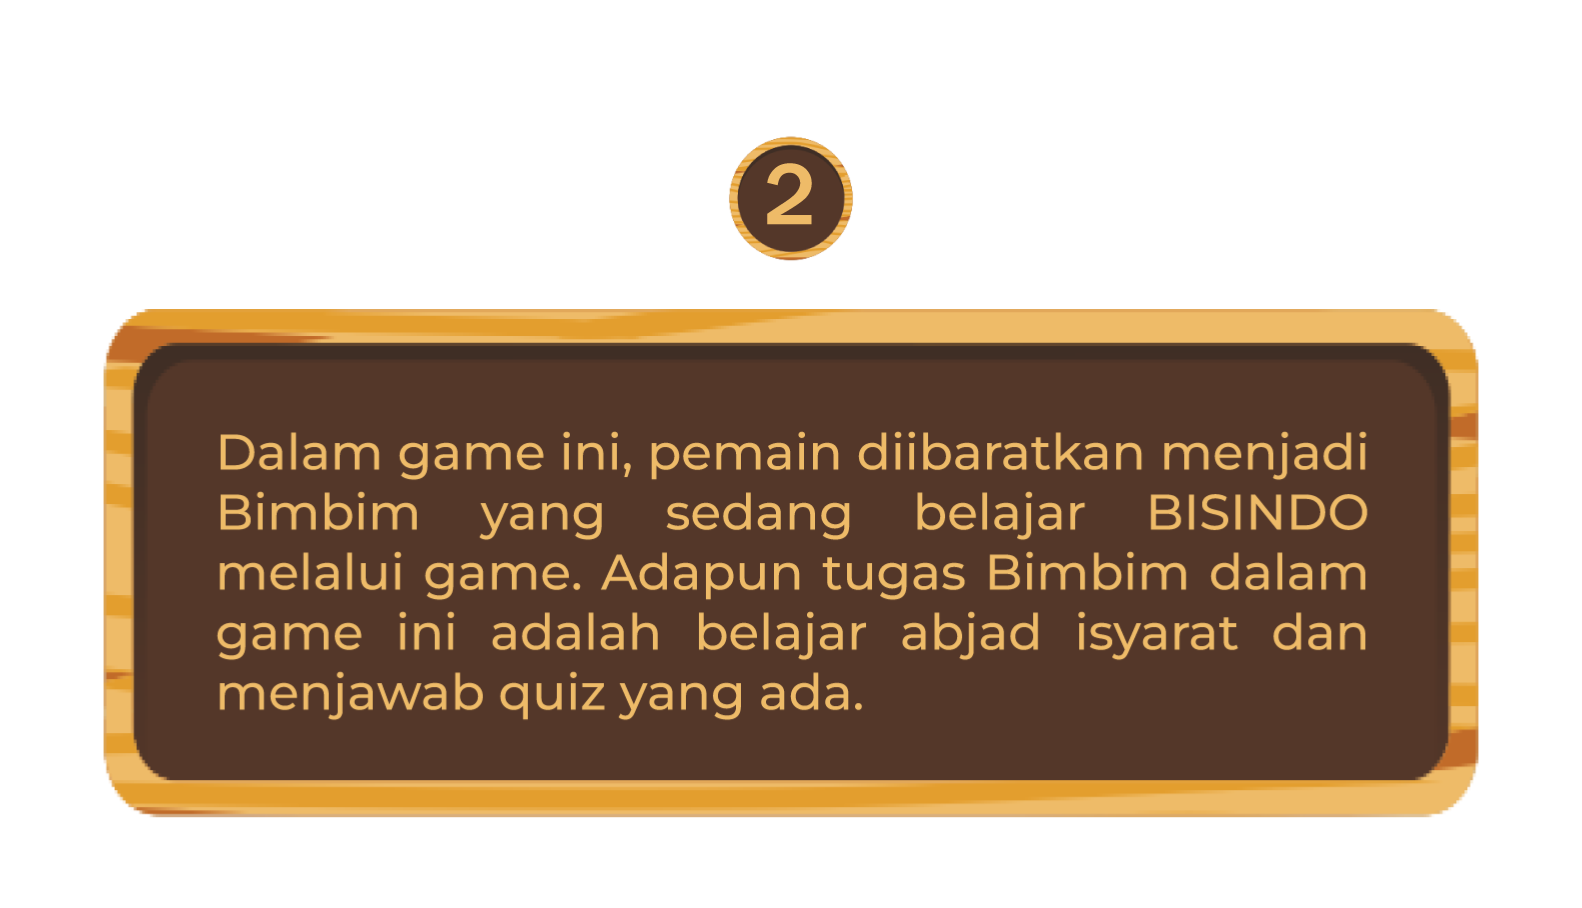 2
Dalam game ini, pemain diibaratkan menjadi
Bimbim yang sedang belajar BISINDO
melalui game. Adapun tugas Bimbim dalam
game ini adalah belajar abjad isyarat dan
menjawab quiz yang ada.